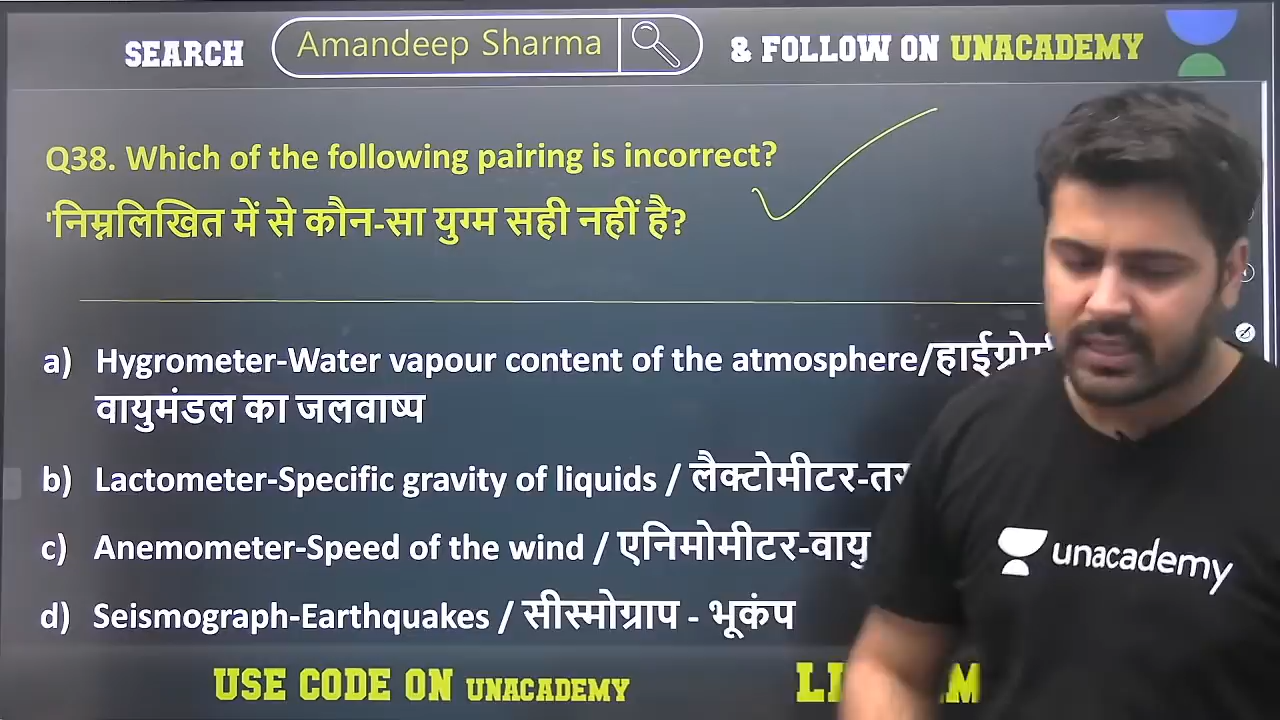 SEARCH Amandeep Sharma & FOLLOW ON UNACADEMY
Q38. Which of the following pairing is incorrect?
'निम्नलिखित में से कौन-सा युग्म सही नहीं है?
a) Hygrometer-Water vapour content of the atmosphere/
वायुमंडल का जलवाष्प
b) Lactometer-Specific gravity of liquids / लैक्टोमीटर-
c) Anemometer-Speed of the wind / एनिमोमीटर-वायु
d) Seismograph-Earthquakes / सीस्मोग्राप - भूकंप
unacademy
USE CODE ON UNACADEMY